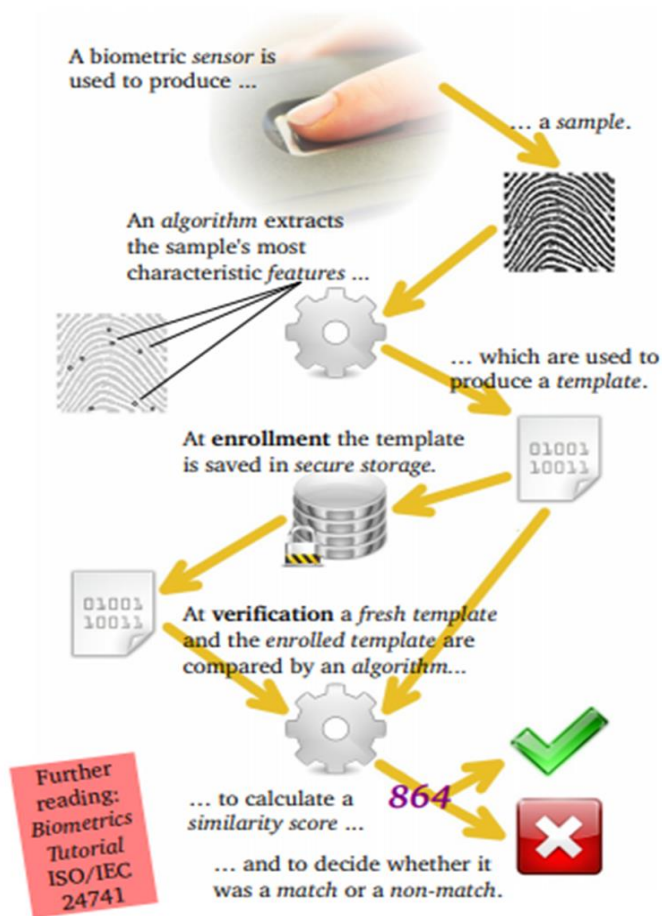 A biometric sensor is
used to produce ...
... a sample.
An algorithm extracts
the sample's most
characteristic features ...
... which are used to
produce a template.
01001
10011
At enrollment the template
is saved in secure storage.
01001
10011
At verification a fresh template
and the enrolled template are
compared by an algorithm...
864
... to calculate a
similarity score ...
... and to decide whether it
was a match or a non-match.
Further
reading:
Biometrics
Tutorial
ISO/IEC
24741